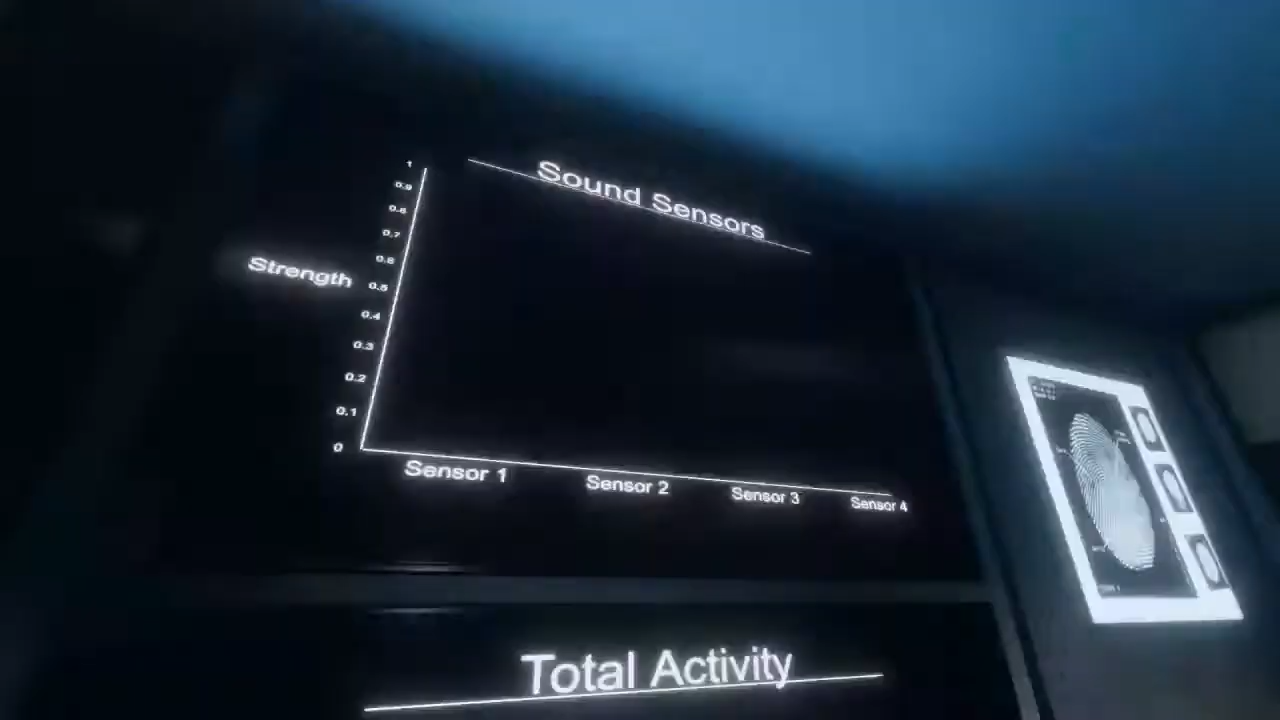 Sound Sensors
1
0.9
0.8
0.7
0.6
0.5
0.4
0.3
0.2
0.1
0
Strength
Sensor 1 Sensor 2 Sensor 3 Sensor 4
Total Activity